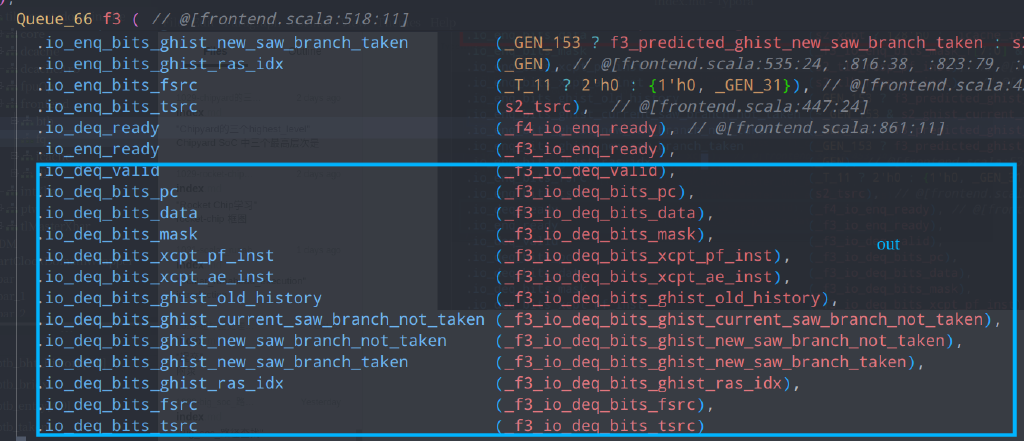 Queue_66 f3 ( // @[frontend.scala:518:11]
.io_enq_bits_ghist_new_saw_branch_taken (_GEN_153 ? f3_predicted_ghist_new_saw_branch_taken : s
.io_enq_bits_ghist_ras_idx (_GEN), // @[frontend.scala:535:24, :816:38, :823:79, :
.io_enq_bits_fsrc (_T_11 ? 2'h0 : {1'h0, _GEN_31}), // @[frontend.scala:4
.io_enq_bits_tsrc (s2_tsrc), // @[frontend.scala:447:24]
.io_deq_ready (_f4_io_enq_ready), // @[frontend.scala:861:11]
.io_enq_ready (_f3_io_enq_ready),
.io_deq_valid (_f3_io_deq_valid),
.io_deq_bits_pc (_f3_io_deq_bits_pc),
.io_deq_bits_data (_f3_io_deq_bits_data),
.io_deq_bits_mask (_f3_io_deq_bits_mask),
.io_deq_bits_xcpt_pf_inst (_f3_io_deq_bits_xcpt_pf_inst),
out
.io_deq_bits_xcpt_ae_inst (_f3_io_deq_bits_xcpt_ae_inst),
.io_deq_bits_ghist_old_history (_f3_io_deq_bits_ghist_old_history),
.io_deq_bits_ghist_current_saw_branch_not_taken (_f3_io_deq_bits_ghist_current_saw_branch_not_taken),
.io_deq_bits_ghist_new_saw_branch_not_taken (_f3_io_deq_bits_ghist_new_saw_branch_not_taken),
.io_deq_bits_ghist_new_saw_branch_taken (_f3_io_deq_bits_ghist_new_saw_branch_taken),
.io_deq_bits_ghist_ras_idx (_f3_io_deq_bits_ghist_ras_idx),
.io_deq_bits_fsrc (_f3_io_deq_bits_fsrc),
.io_deq_bits_tsrc (_f3_io_deq_bits_tsrc)